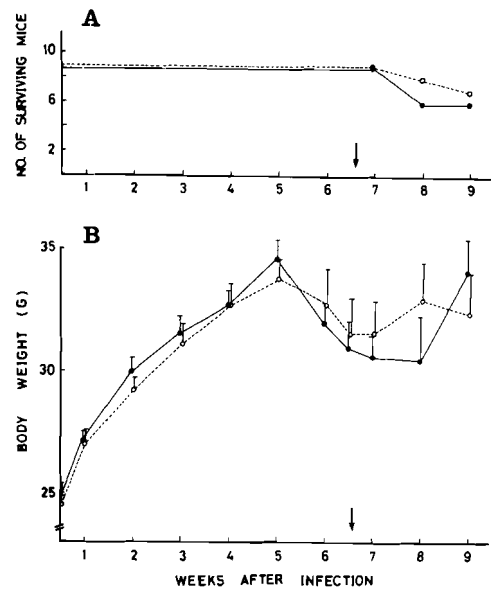 A
NO. OF SURVIVING MICE
10
6
2
1 2 3 4 5 6 7 8 9
B
BODY WEIGHT (G)
35
30
25
1 2 3 4 5 6 7 8 9
WEEKS AFTER INFECTION